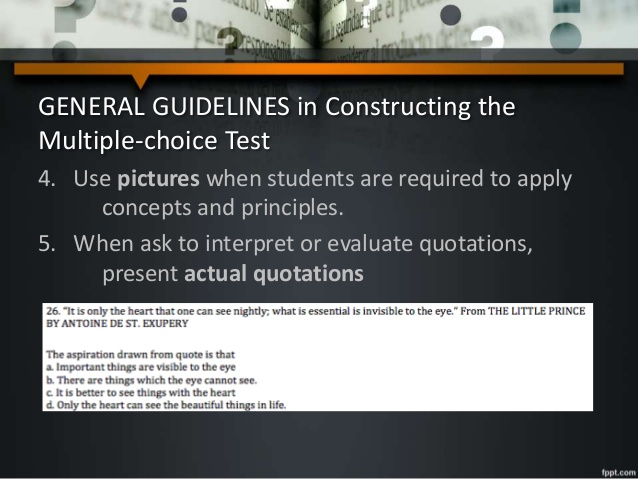 GENERAL GUIDELINES in Constructing the
Multiple-choice Test
4. Use pictures when students are required to apply
concepts and principles.
5. When ask to interpret or evaluate quotations,
present actual quotations
26. “It is only the heart that one can see nightly; what is essential is invisible to the eye.” From THE LITTLE PRINCE
BY ANTOINE DE ST. EXUPERY
The aspiration drawn from quote is that
a. Important things are visible to the eye
b. There are things which the eye cannot see.
c. It is better to see things with the heart
d. Only the heart can see the beautiful things in life.
fppt.com